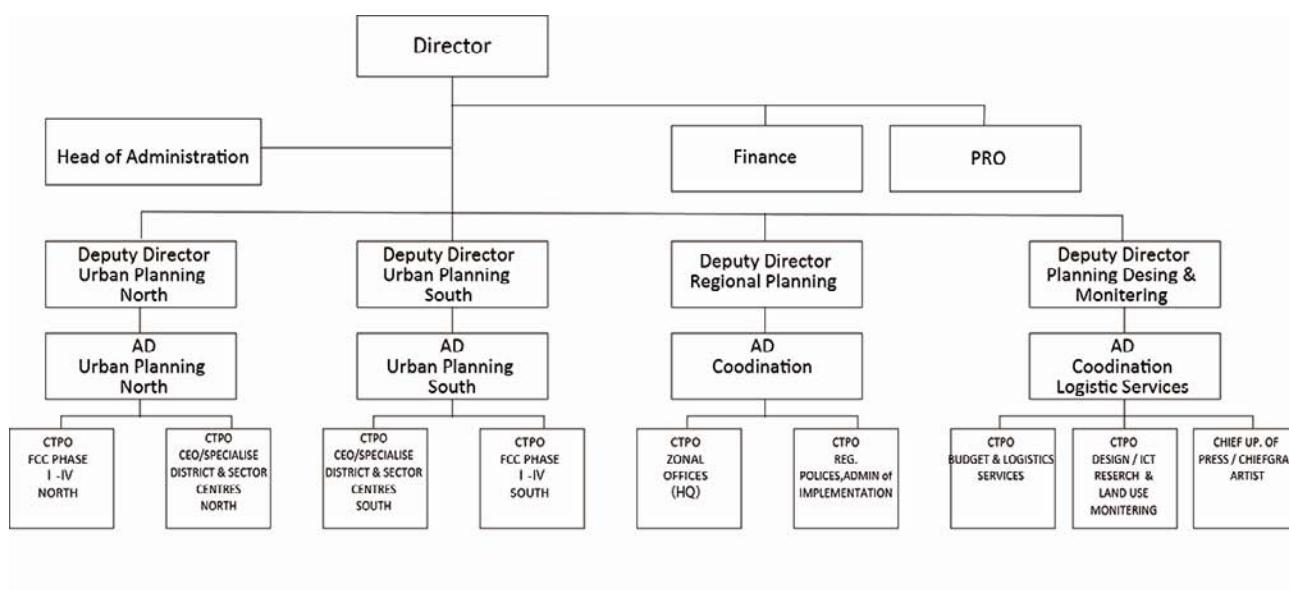 Director
Head of Administration
Finance
PRO
Deputy Director
Urban Planning
North
Deputy Director
Urban Planning
South
Deputy Director
Regional Planning
Deputy Director
Planning Desing &
Monitering
AD
Urban Planning
North
AD
Urban Planning
South
AD
Coodination
AD
Coodination
Logistic Services
CTPO
FCC PHASE
I -IV
NORTH
CTPO
CEO/SPECIALISE
DISTRICT & SECTOR
CENTRES
NORTH
CTPO
CEO/SPECIALISE
DISTRICT & SECTOR
CENTRES
SOUTH
CTPO
FCC PHASE
I -IV
SOUTH
CTPO
ZONAL
OFFICES
(HQ)
CTPO
REG.
POLICES,ADMIN of
IMPLEMENTATION
CTPO
BUDGET & LOGISTICS
SERVICES
CTPO
DESIGN / ICT
RESERCH &
LAND USE
MONITERING
CHIEF UP. OF
PRESS / CHIEFGRA
ARTIST